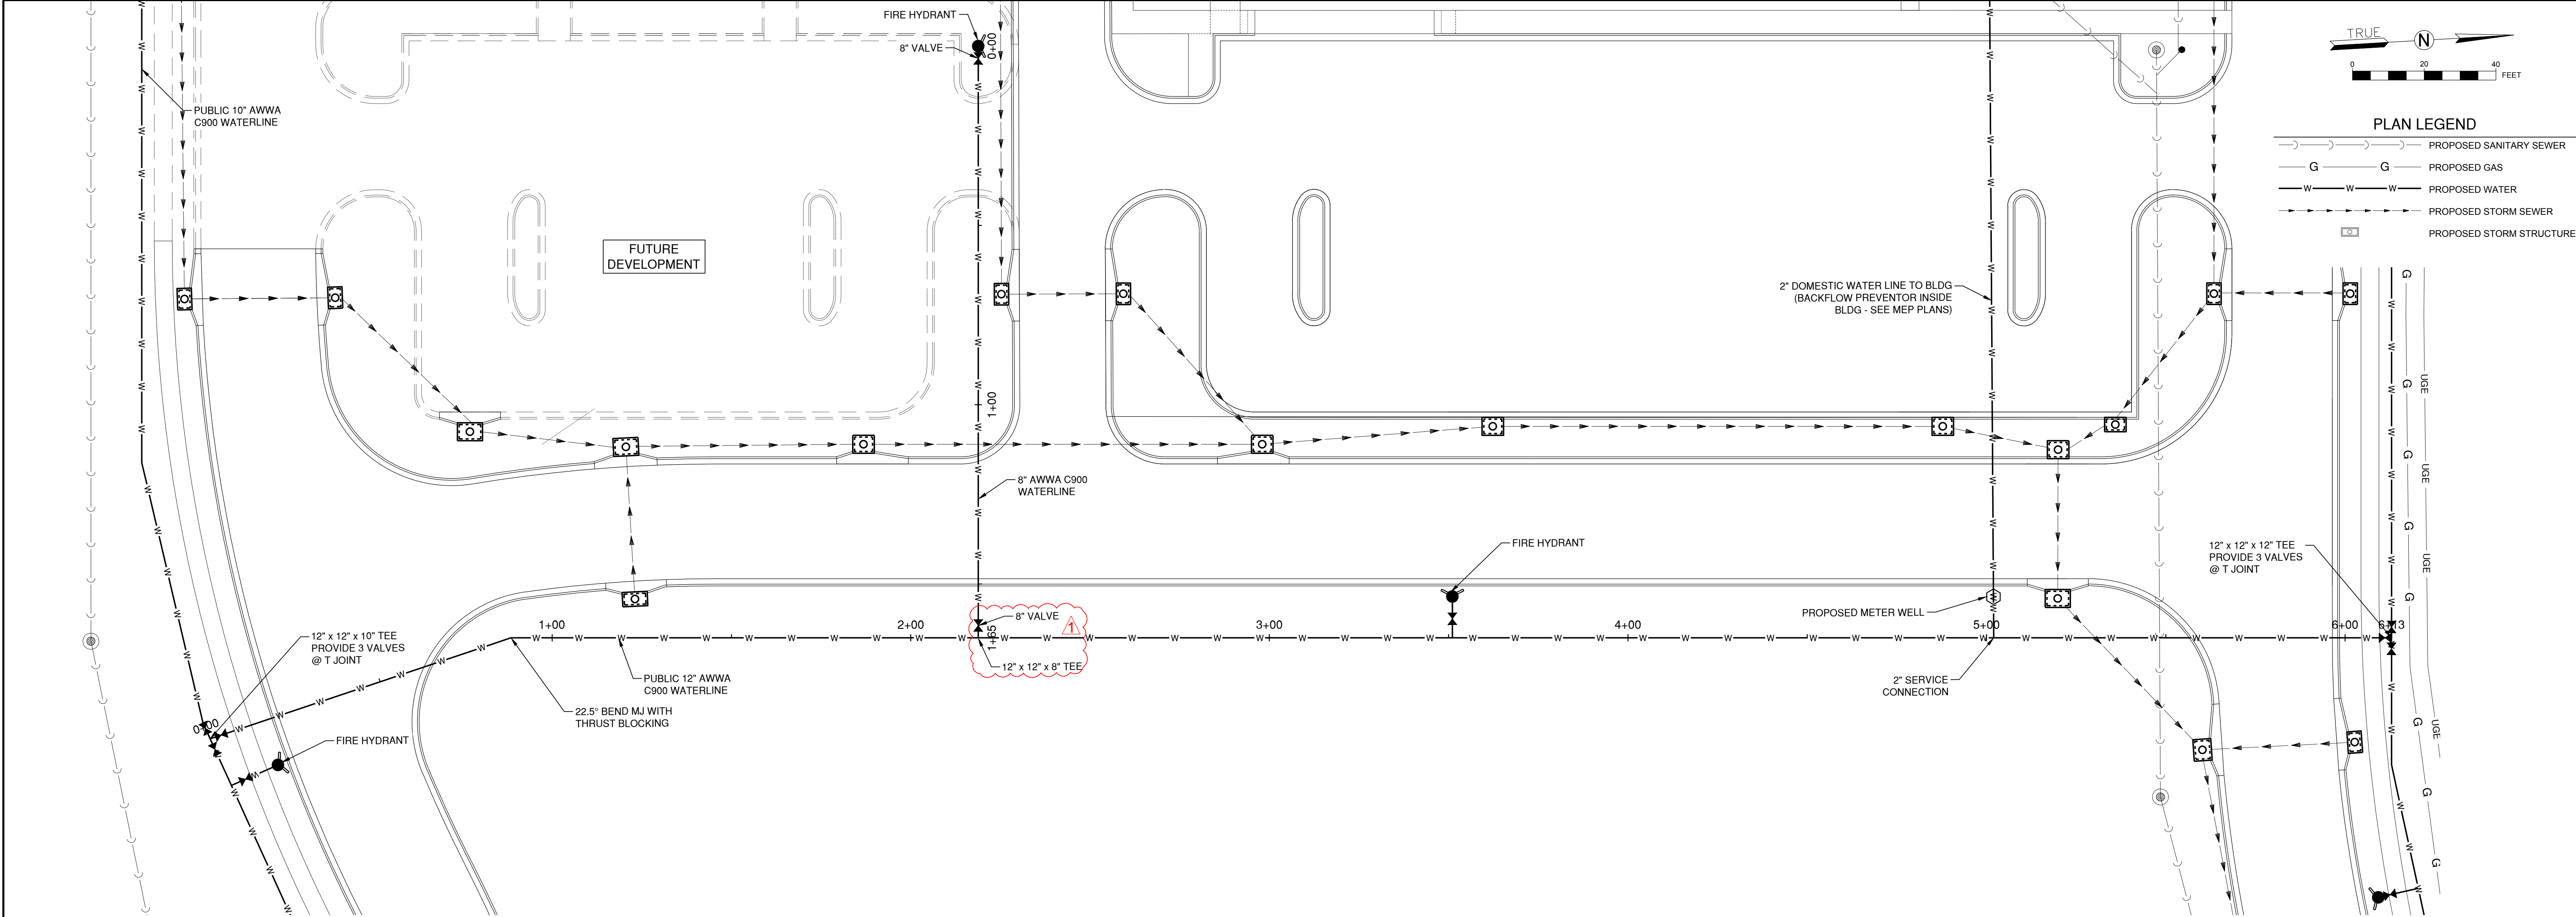 FIRE HYDRANT
8" VALVE
0+00
TRUE
N
0 20 40
FEET
PUBLIC 10" AWWA
C900 WATERLINE
PLAN LEGEND
PROPOSED SANITARY SEWER
G G PROPOSED GAS
W W W PROPOSED WATER
PROPOSED STORM SEWER
PROPOSED STORM STRUCTURE
FUTURE
DEVELOPMENT
2" DOMESTIC WATER LINE TO BLDG
(BACKFLOW PREVENTOR INSIDE
BLDG - SEE MEP PLANS)
1+00
8" AWWA C900
WATERLINE
UGE
UGE
UGE
UGE
G
G
G
G
G
G
G
G
FIRE HYDRANT
12" x 12" x 12" TEE
PROVIDE 3 VALVES
@ T JOINT
PROPOSED METER WELL
8" VALVE
1
1+65
12" x 12" x 8" TEE
1+00
2+00
3+00
4+00
5+00
6+00
6+13
12" x 12" x 10" TEE
PROVIDE 3 VALVES
@ T JOINT
PUBLIC 12" AWWA
C900 WATERLINE
2" SERVICE
CONNECTION
22.5° BEND MJ WITH
THRUST BLOCKING
0+00
FIRE HYDRANT